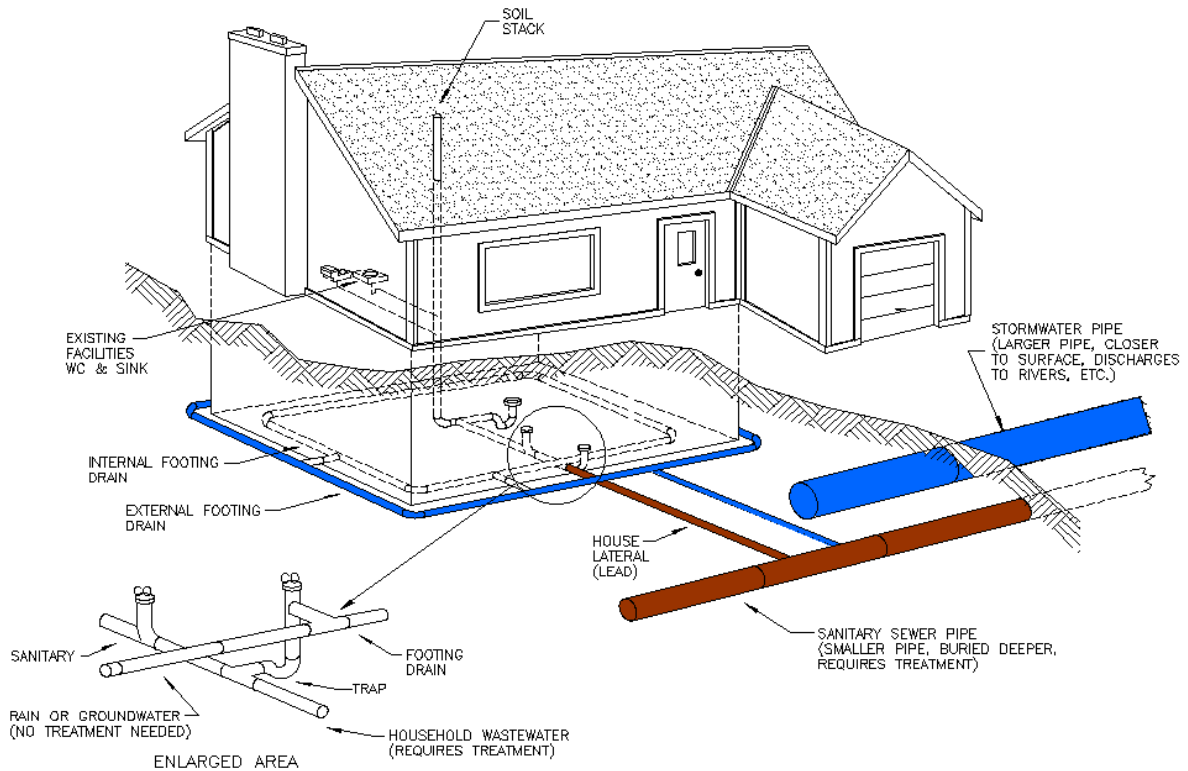 SOIL
STACK
EXISTING
FACILITIES
WC & SINK
STORMWATER PIPE
(LARGER PIPE, CLOSER
TO SURFACE, DISCHARGES
TO RIVERS, ETC.)
INTERNAL FOOTING
DRAIN
EXTERNAL FOOTING
DRAIN
HOUSE
LATERAL
(LEAD)
SANITARY SEWER PIPE
(SMALLER PIPE, BURIED DEEPER,
REQUIRES TREATMENT)
SANITARY
FOOTING
DRAIN
TRAP
RAIN OR GROUNDWATER
(NO TREATMENT NEEDED)
HOUSEHOLD WASTEWATER
(REQUIRES TREATMENT)
ENLARGED AREA